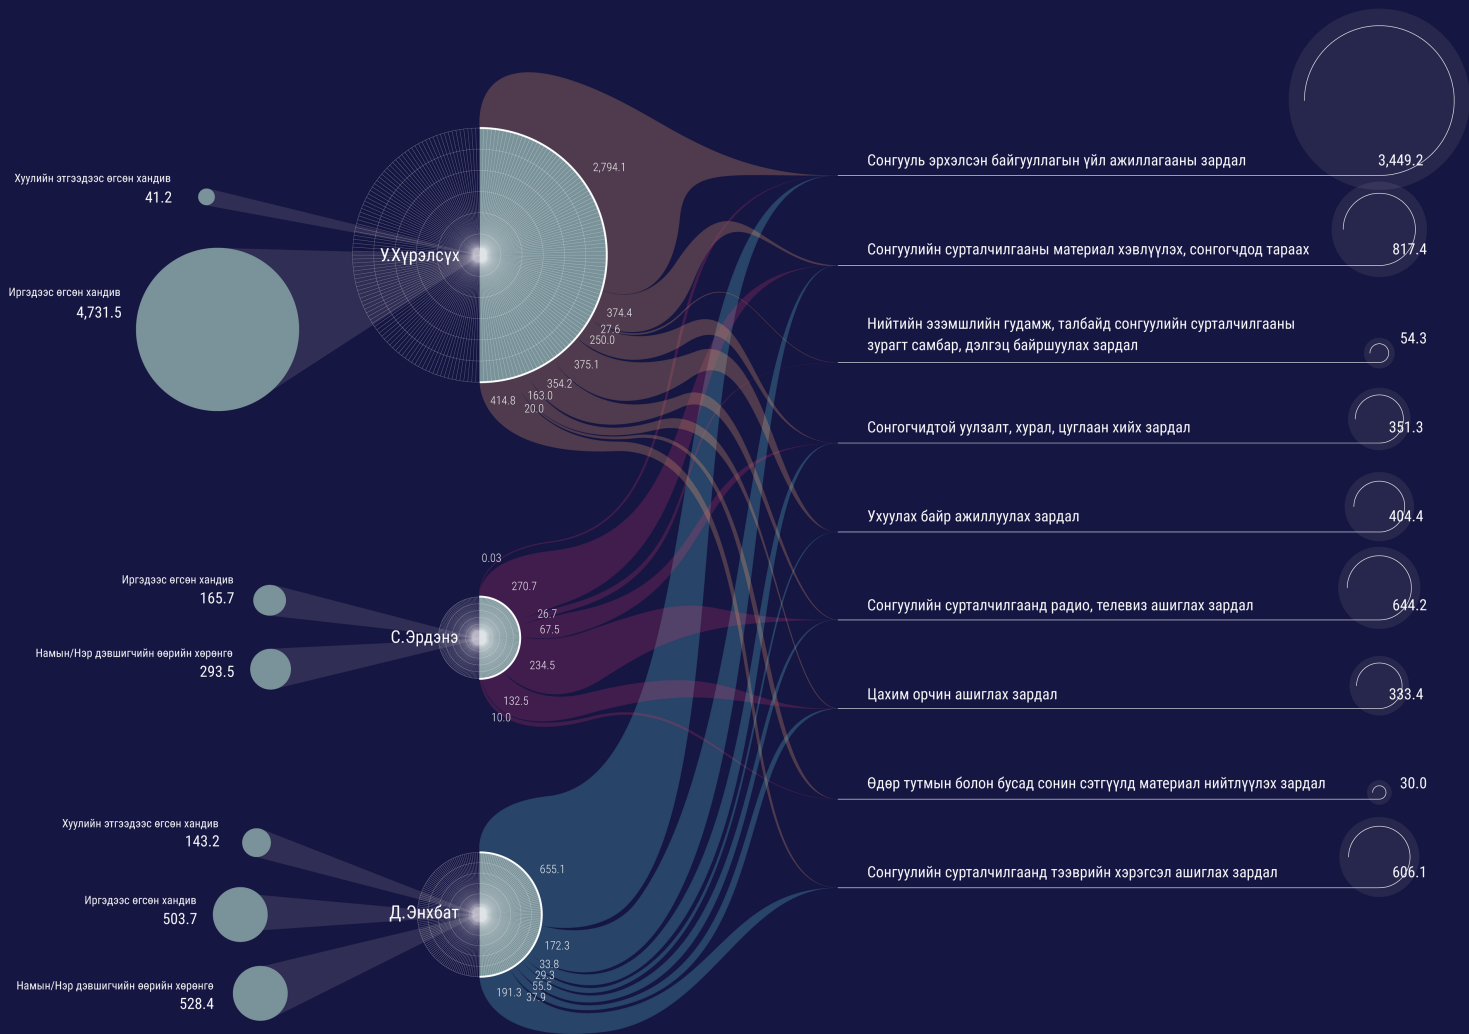 Хуулийн этгээдээс өгсөн хандив
41.2
Иргэдээс өгсөн хандив
4,731.5
У.Хүрэлсүх
2,794.1
374.4
27.6
250.0
375.1
354.2
163.0
20.0
414.8
Иргэдээс өгсөн хандив
165.7
Намын/Нэр дэвшигчийн өөрийн хөрөнгө
293.5
С.Эрдэнэ
0.03
270.7
26.7
67.5
234.5
132.5
10.0
Хуулийн этгээдээс өгсөн хандив
143.2
Иргэдээс өгсөн хандив
503.7
Намын/Нэр дэвшигчийн өөрийн хөрөнгө
528.4
Д.Энхбат
655.1
172.3
33.8
29.3
55.5
37.9
191.3
Сонгууль эрхэлсэн байгууллагын үйл ажиллагааны зардал
3,449.2
Сонгуулийн сурталчилгааны материал хэвлүүлэх, сонгогчдод тараах
817.4
Нийтийн эзэмшлийн гудамж, талбайд сонгуулийн сурталчилгааны
зурагт самбар, дэлгэц байршуулах зардал
54.3
Сонгогчидтой уулзалт, хурал, цуглаан хийх зардал
351.3
Ухуулах байр ажиллуулах зардал
404.4
Сонгуулийн сурталчилгаанд радио, телевиз ашиглах зардал
644.2
Цахим орчин ашиглах зардал
333.4
Өдөр тутмын болон бусад сонин сэтгүүлд материал нийтлүүлэх зардал
30.0
Сонгуулийн сурталчилгаанд тээврийн хэрэгсэл ашиглах зардал
606.1